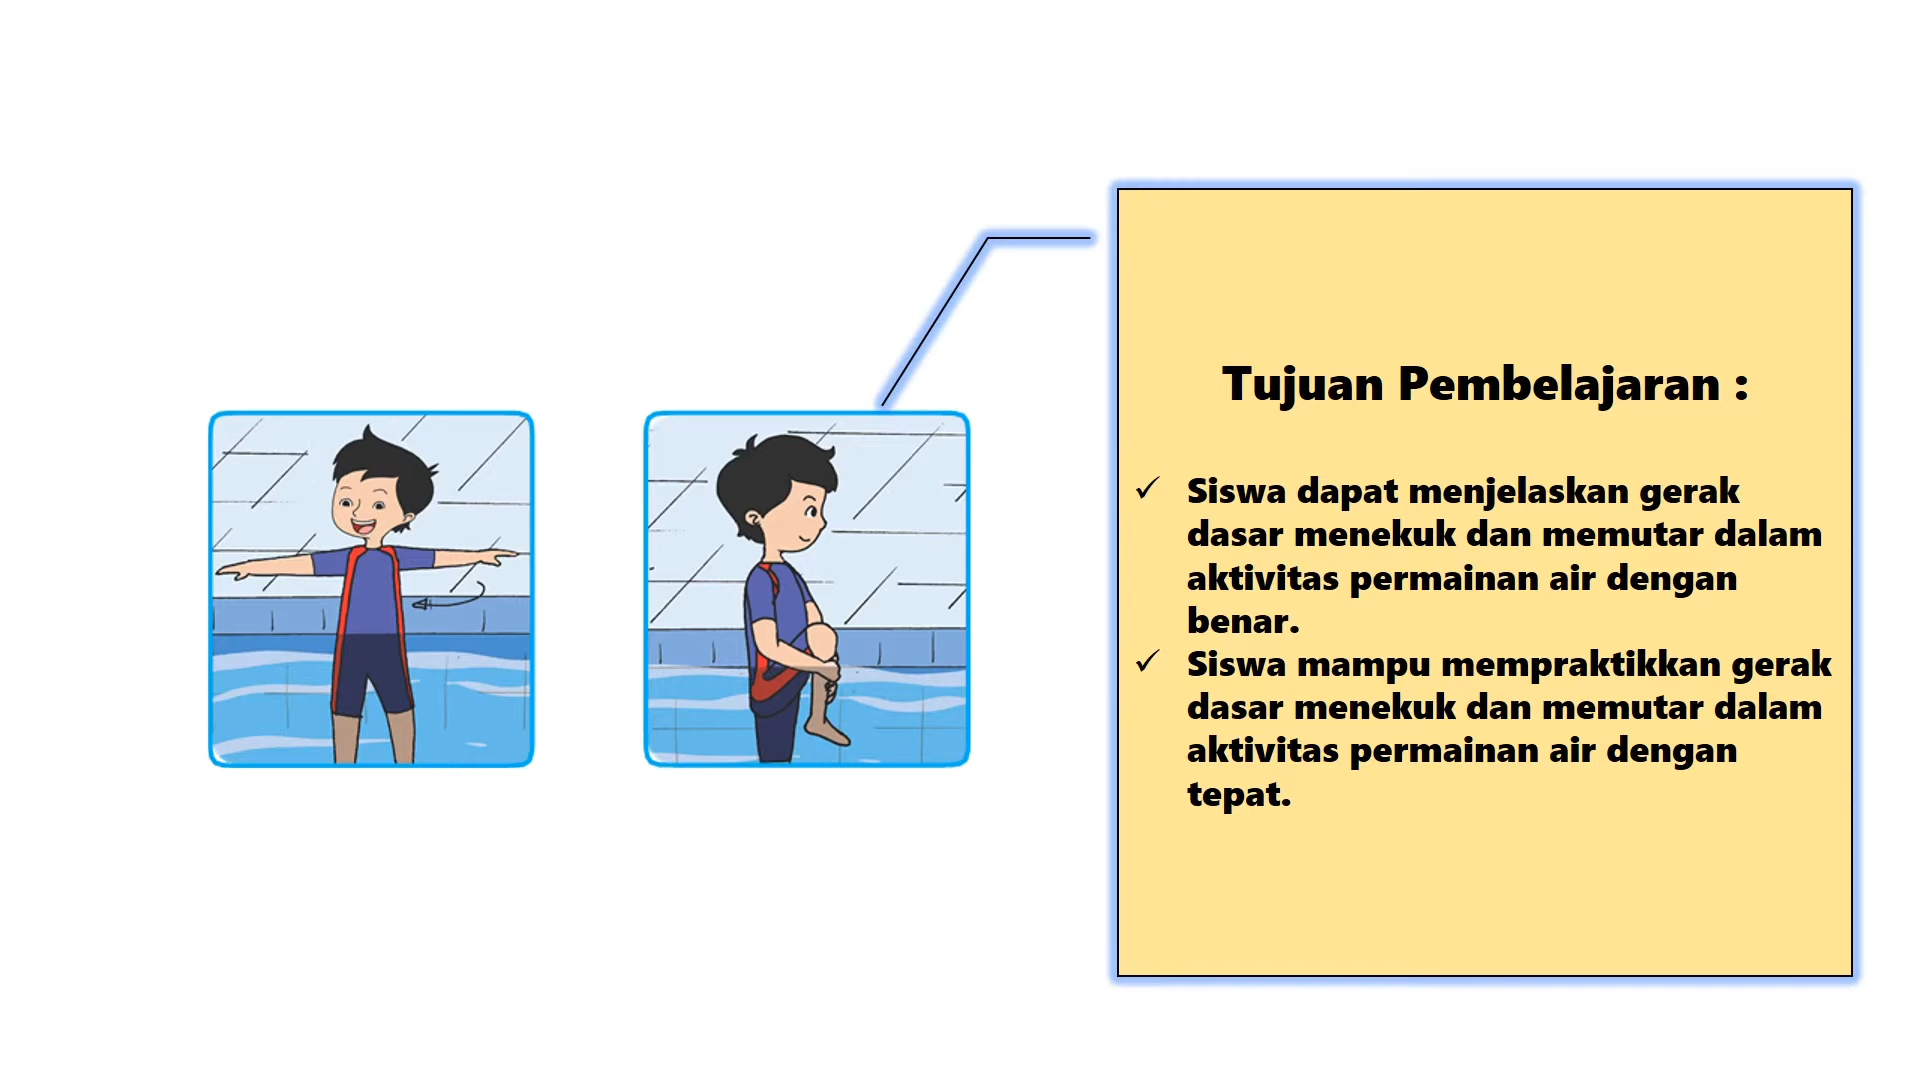 Tujuan Pembelajaran :
✓ Siswa dapat menjelaskan gerak
dasar menekuk dan memutar dalam
aktivitas permainan air dengan
benar.
✓ Siswa mampu mempraktikkan gerak
dasar menekuk dan memutar dalam
aktivitas permainan air dengan
tepat.